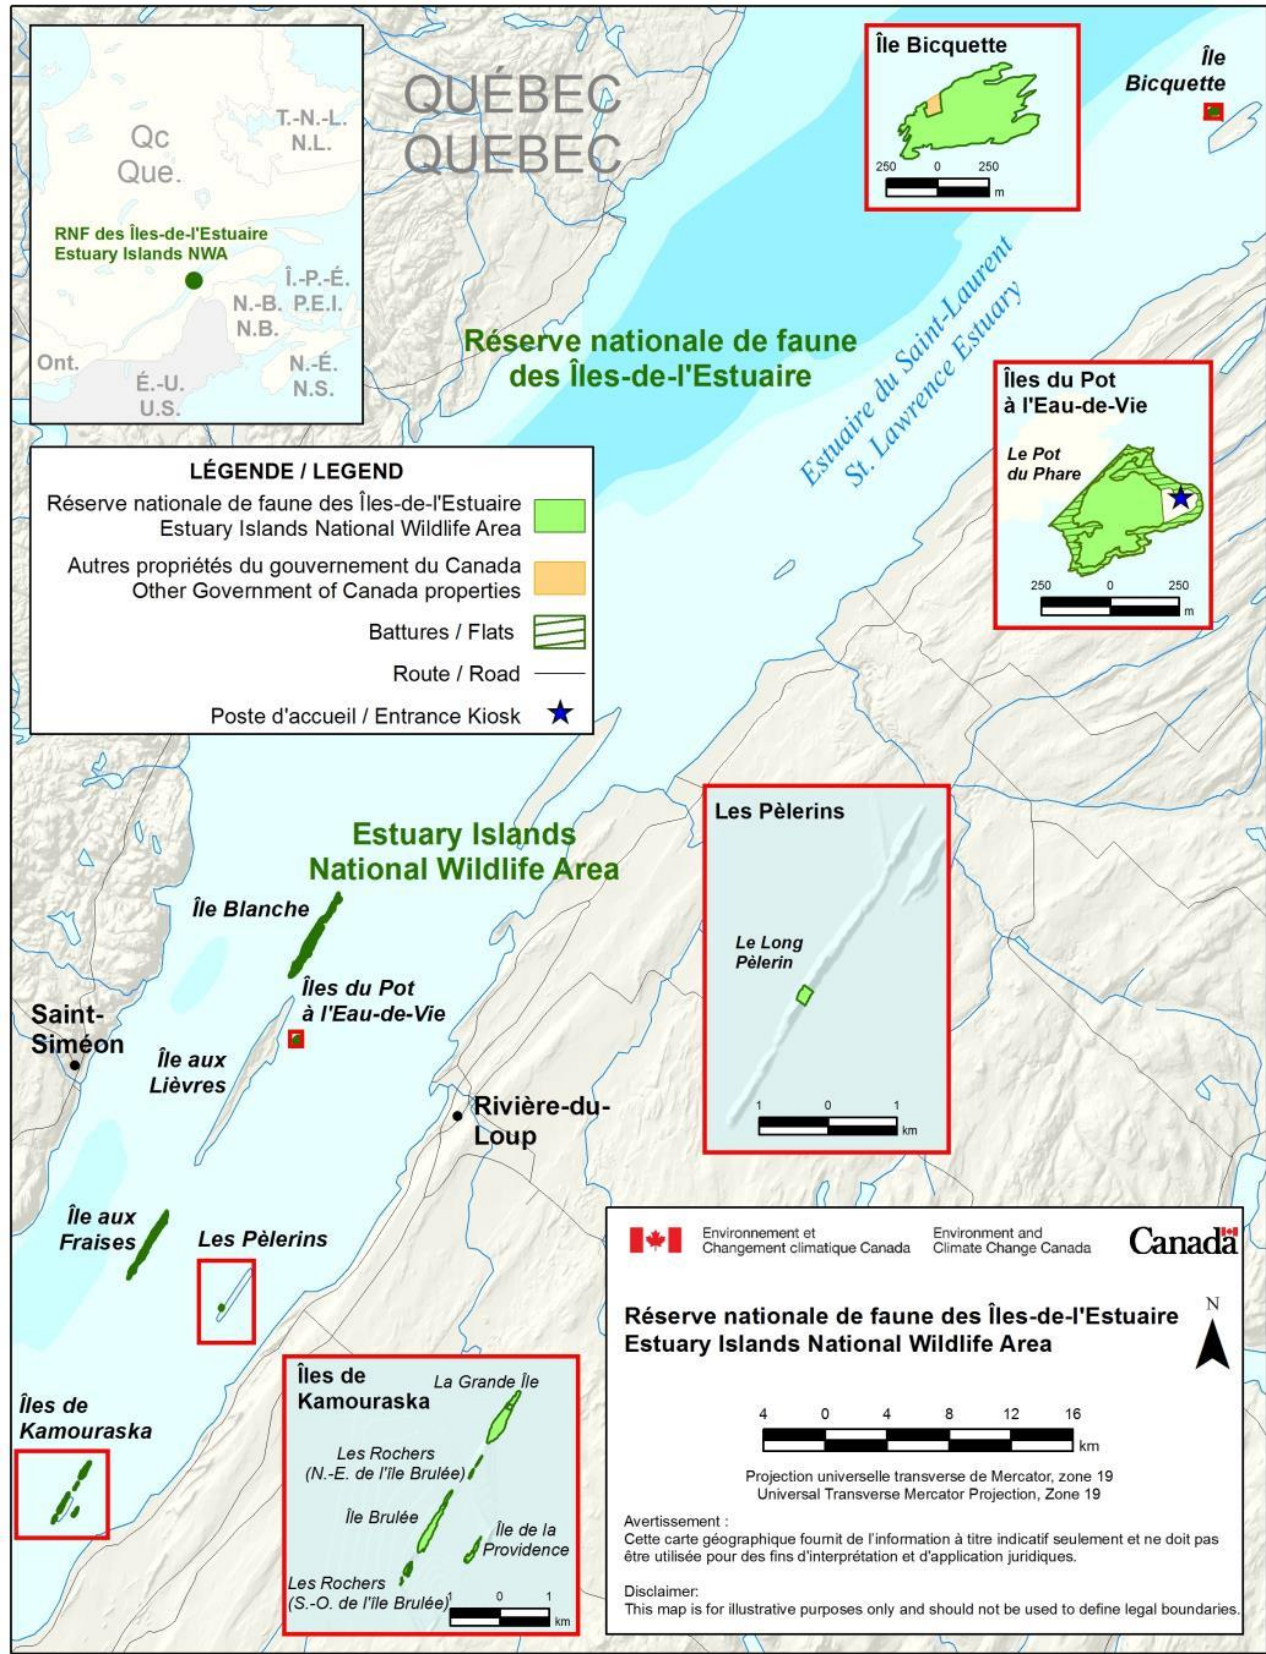 QUÉBEC
QUEBEC
Qc
Que.
T.-N.-L.
N.L.
RNF des Îles-de-l'Estuaire
Estuary Islands NWA
Î.-P.-É.
P.E.I.
N.-B.
N.B.
Ont.
É.-U.
U.S.
N.-É.
N.S.
Île Bicquette
250 0 250
m
Île
Bicquette
Réserve nationale de faune
des Îles-de-l'Estuaire
Estuaire du Saint-Laurent
St. Lawrence Estuary
Îles du Pot
à l'Eau-de-Vie
Le Pot
du Phare
250 0 250
m
LÉGENDE / LEGEND
Réserve nationale de faune des Îles-de-l'Estuaire
Estuary Islands National Wildlife Area
Autres propriétés du gouvernement du Canada
Other Government of Canada properties
Battures / Flats
Route / Road
Poste d'accueil / Entrance Kiosk
Les Pèlerins
Le Long
Pèlerin
1 0 1
km
Estuary Islands
National Wildlife Area
Île Blanche
Îles du Pot
à l'Eau-de-Vie
Saint-
Siméon
Île aux
Lièvres
Rivière-du-
Loup
Île aux
Fraises
Les Pèlerins
Îles de
Kamouraska
Îles de
Kamouraska
La Grande Île
Les Rochers
(N.-E. de l'île Brulée)
Île Brulée
Île de la
Providence
Les Rochers
(S.-O. de l'île Brulée)
1 0 1
km
Environnement et
Changement climatique Canada
Environment and
Climate Change Canada
Canada
Réserve nationale de faune des Îles-de-l'Estuaire
Estuary Islands National Wildlife Area
N
4 0 4 8 12 16
km
Projection universelle transverse de Mercator, zone 19
Universal Transverse Mercator Projection, Zone 19
Avertissement :
Cette carte géographique fournit de l'information à titre indicatif seulement et ne doit pas
être utilisée pour des fins d'interprétation et d'application juridiques.
Disclaimer:
This map is for illustrative purposes only and should not be used to define legal boundaries.